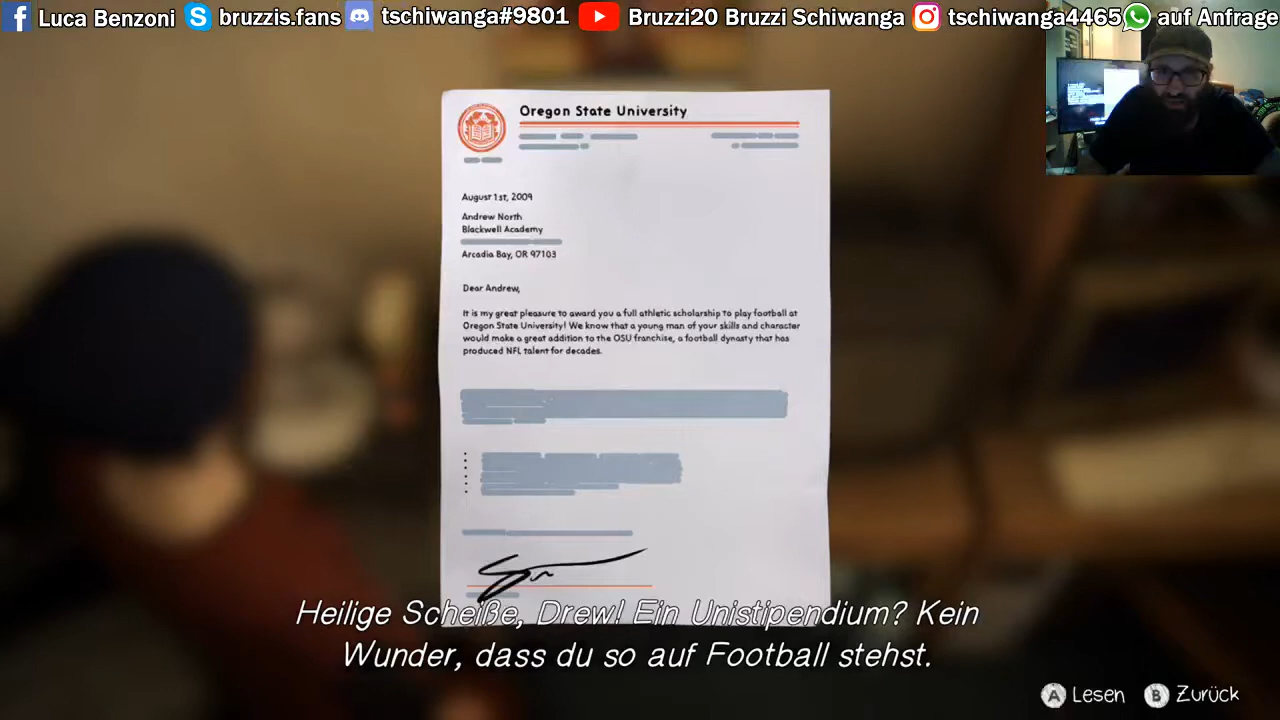 Luca Benzoni bruzzis.fans tschiwanga#9801 Bruzzi20 Bruzzi Schiwanga tschiwanga4465 auf Anfrage
Oregon State University
August 1st, 2009
Andrew North
Blackwell Academy
Arcadia Bay, OR 97103
Dear Andrew,
It is my great pleasure to award you a full athletic scholarship to play football at
Oregon State University! We know that a young man of your skills and character
would make a great addition to the OSU franchise, a football dynasty that has
produced NFL talent for decades.
Heilige Scheiße, Drew! Ein Unistipendium? Kein
Wunder, dass du so auf Football stehst.
A Lesen B Zurück